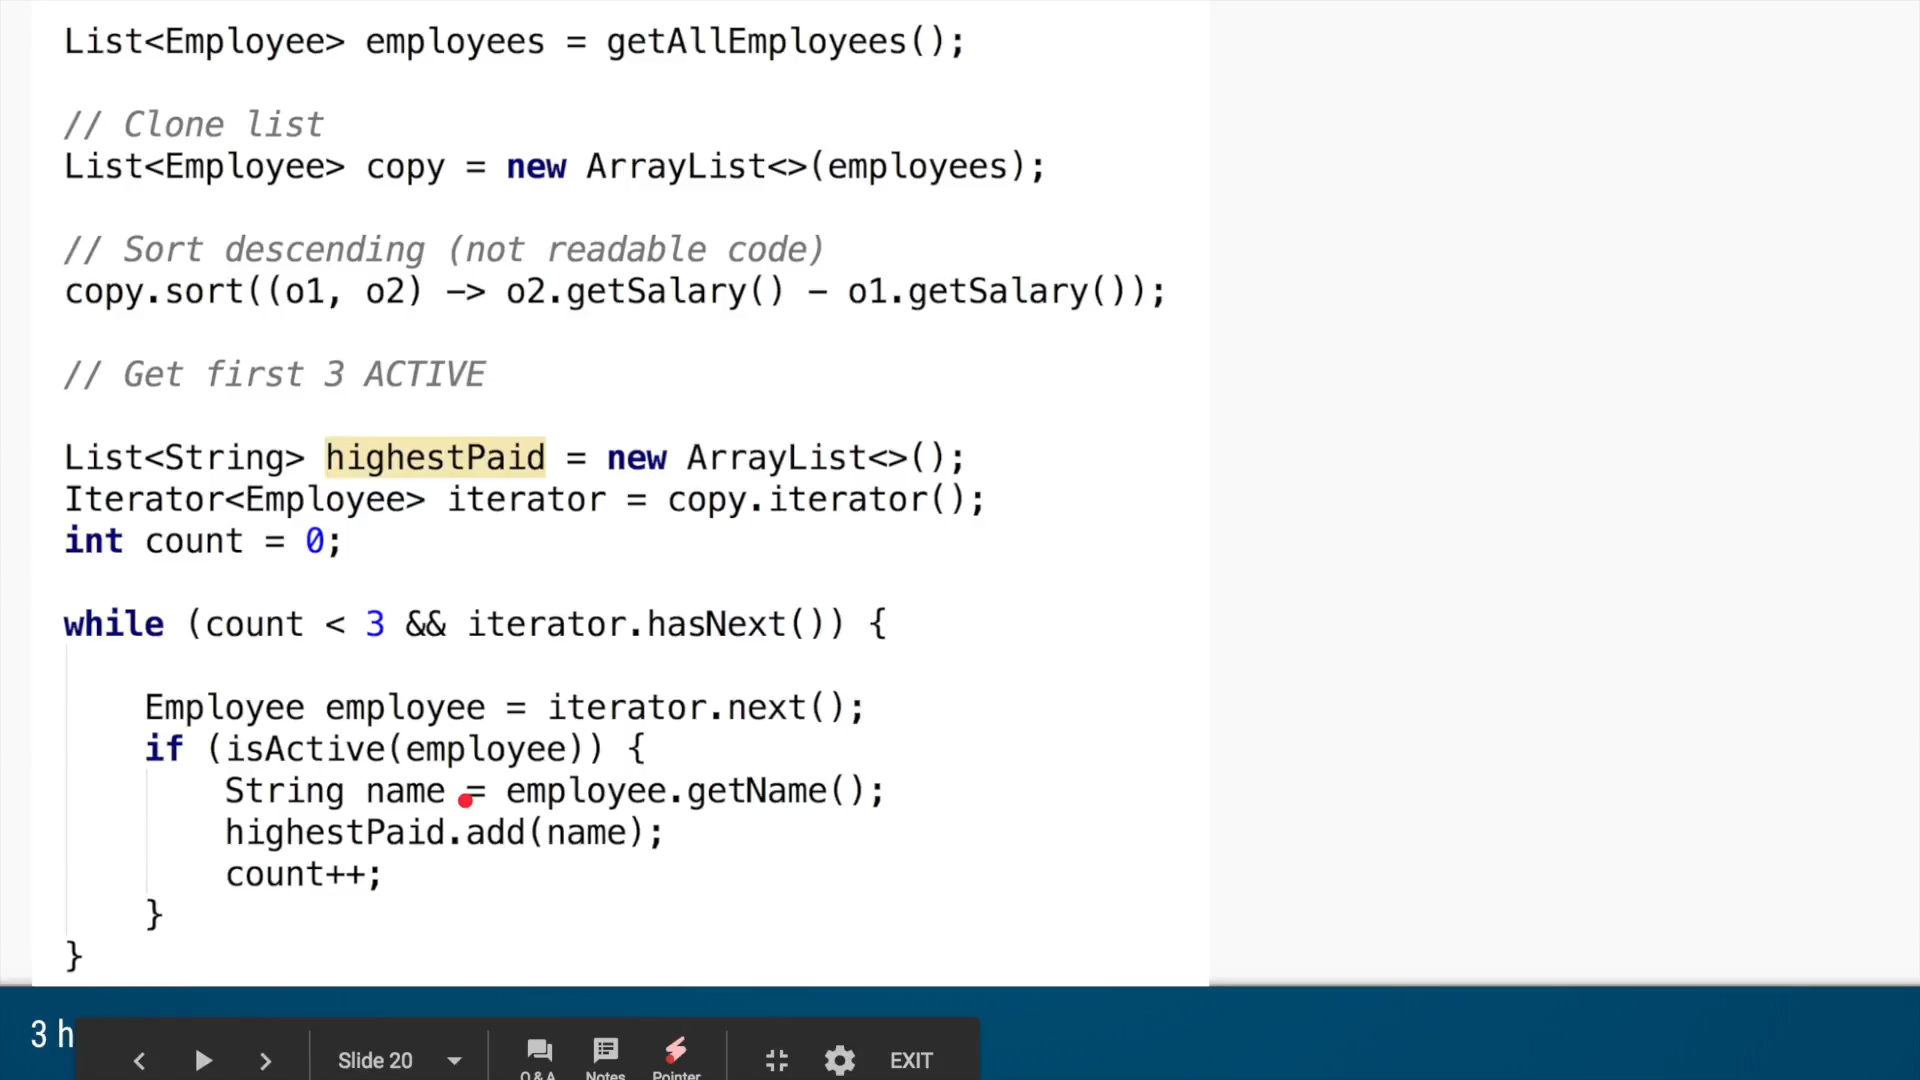 List<Employee> employees = getAllEmployees();
// Clone list
List<Employee> copy = new ArrayList<>(employees);
// Sort descending (not readable code)
copy.sort((o1, o2) -> o2.getSalary() - o1.getSalary());
// Get first 3 ACTIVE
List<String> highestPaid = new ArrayList<>();
Iterator<Employee> iterator = copy.iterator();
int count = 0;
while (count < 3 && iterator.hasNext()) {
Employee employee = iterator.next();
if (isActive(employee)) {
String name = employee.getName();
highestPaid.add(name);
count++;
}
}
3 h
Slide 20
Q & A
Notes
Pointer
EXIT